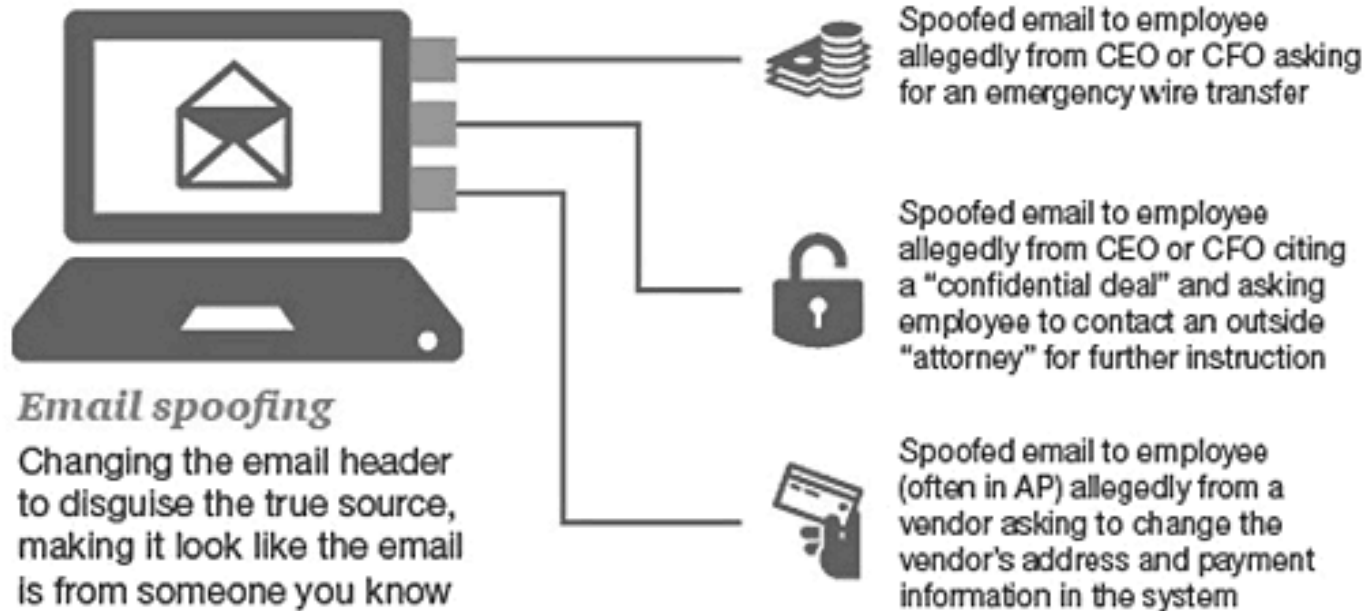 Spoofed email to employee
allegedly from CEO or CFO asking
for an emergency wire transfer
Spoofed email to employee
allegedly from CEO or CFO citing
a “confidential deal” and asking
employee to contact an outside
“attorney” for further instruction
Email spoofing
Changing the email header
to disguise the true source,
making it look like the email
is from someone you know
Spoofed email to employee
(often in AP) allegedly from a
vendor asking to change the
vendor's address and payment
information in the system